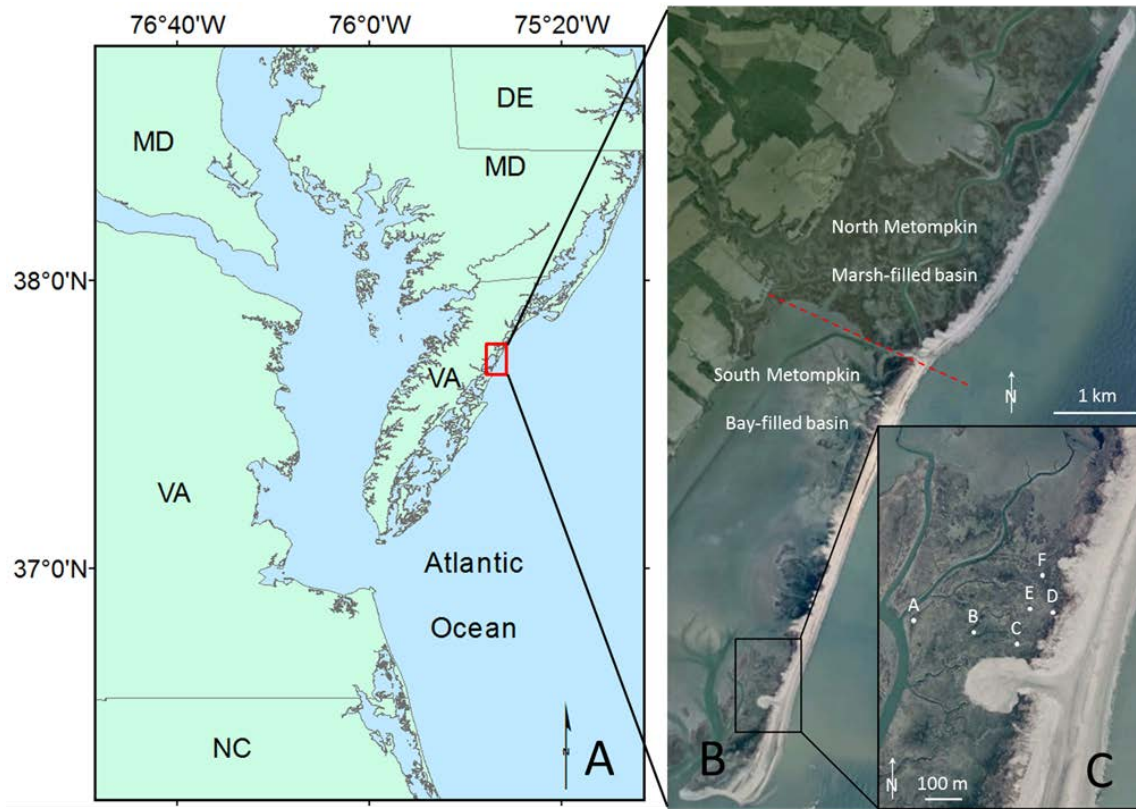 76°40'W 76°0'W 75°20'W
DE
MD
MD
38°0'N
VA
VA
37°0'N
Atlantic
Ocean
NC
N
A
North Metompkin
Marsh-filled basin
South Metompkin
Bay-filled basin
N
1 km
B
F
E
D
A
B
C
N
100 m
C